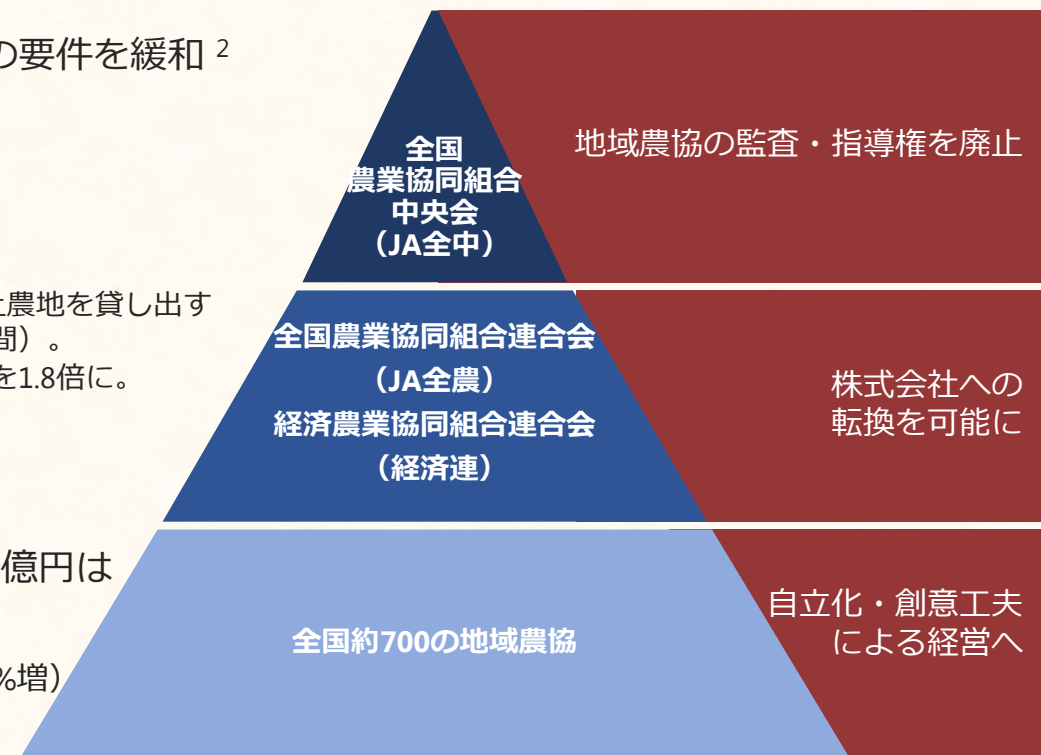 の要件を緩和 2
農地を貸し出す
間）。
を1.8倍に。
億円は
%増）
全国
農業協同組合
中央会
（JA全中）
地域農協の監査・指導権を廃止
全国農業協同組合連合会
（JA全農）
経済農業協同組合連合会
（経済連）
株式会社への
転換を可能に
全国約700の地域農協
自立化・創意工夫
による経営へ